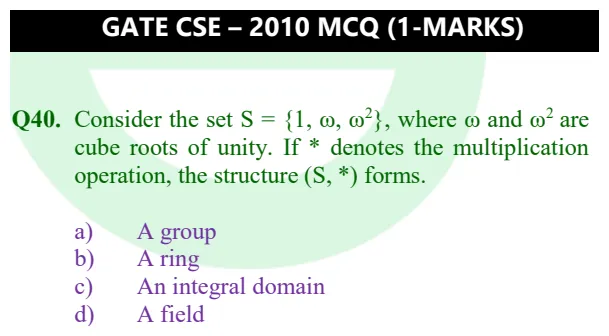 GATE CSE – 2010 MCQ (1-MARKS)
Q40. Consider the set S = {1, ω, ω²}, where ω and ω² are
cube roots of unity. If * denotes the multiplication
operation, the structure (S, *) forms.
a) A group
b) A ring
c) An integral domain
d) A field